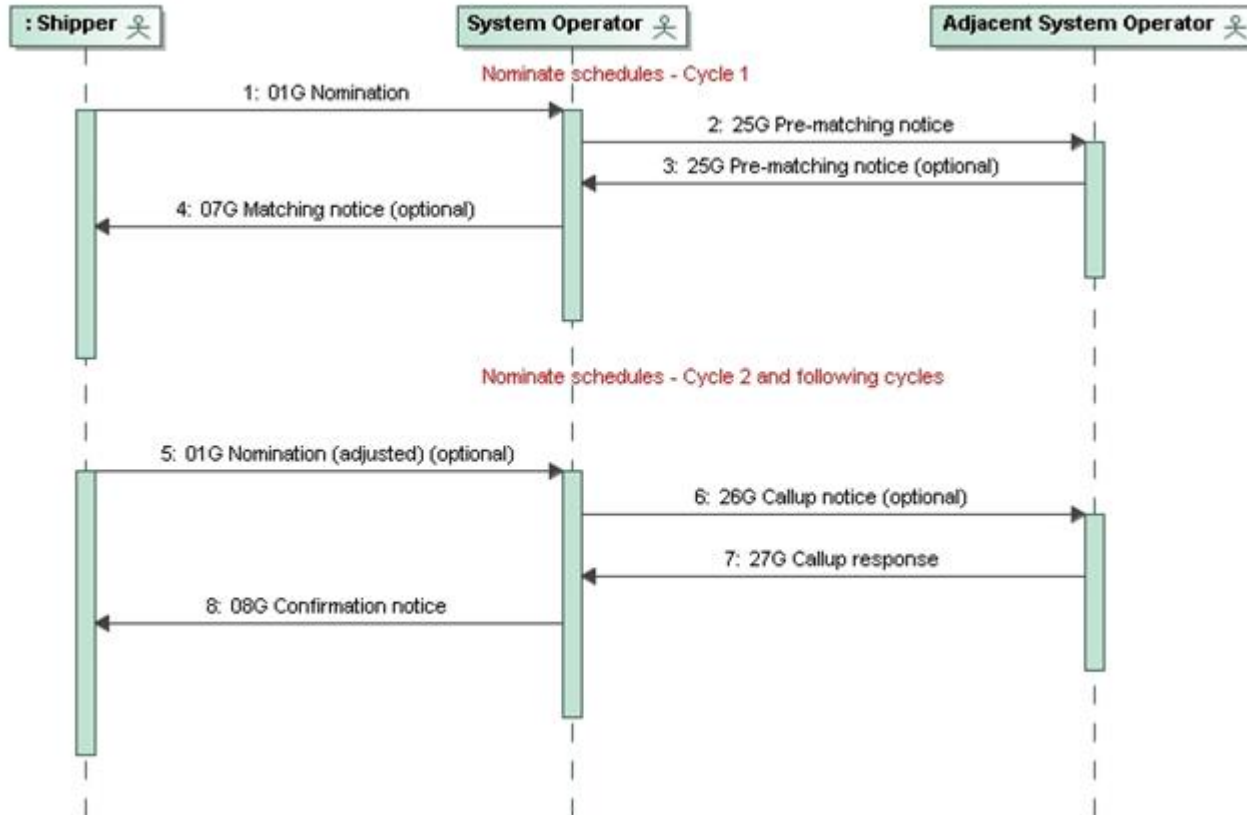 : Shipper
System Operator
Adjacent System Operator
Nominate schedules - Cycle 1
1: 01G Nomination
2: 25G Pre-matching notice
3: 25G Pre-matching notice (optional)
4: 07G Matching notice (optional)
Nominate schedules - Cycle 2 and following cycles
5: 01G Nomination (adjusted) (optional)
6: 26G Callup notice (optional)
7: 27G Callup response
8: 08G Confirmation notice